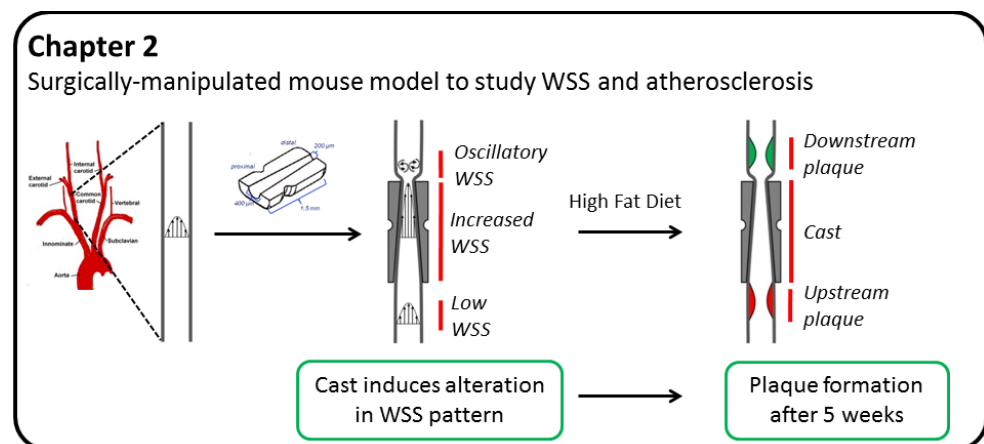 Chapter 2
Surgically-manipulated mouse model to study WSS and atherosclerosis
Internal
carotid
External
carotid
Common
carotid
Vertebral
Innominate
Subclavian
Aorta
proximal
distal
200 µm
400 µm
1.5 mm
Oscillatory
WSS
Increased
WSS
Low
WSS
High Fat Diet
Downstream
plaque
Cast
Upstream
plaque
Cast induces alteration
in WSS pattern
Plaque formation
after 5 weeks